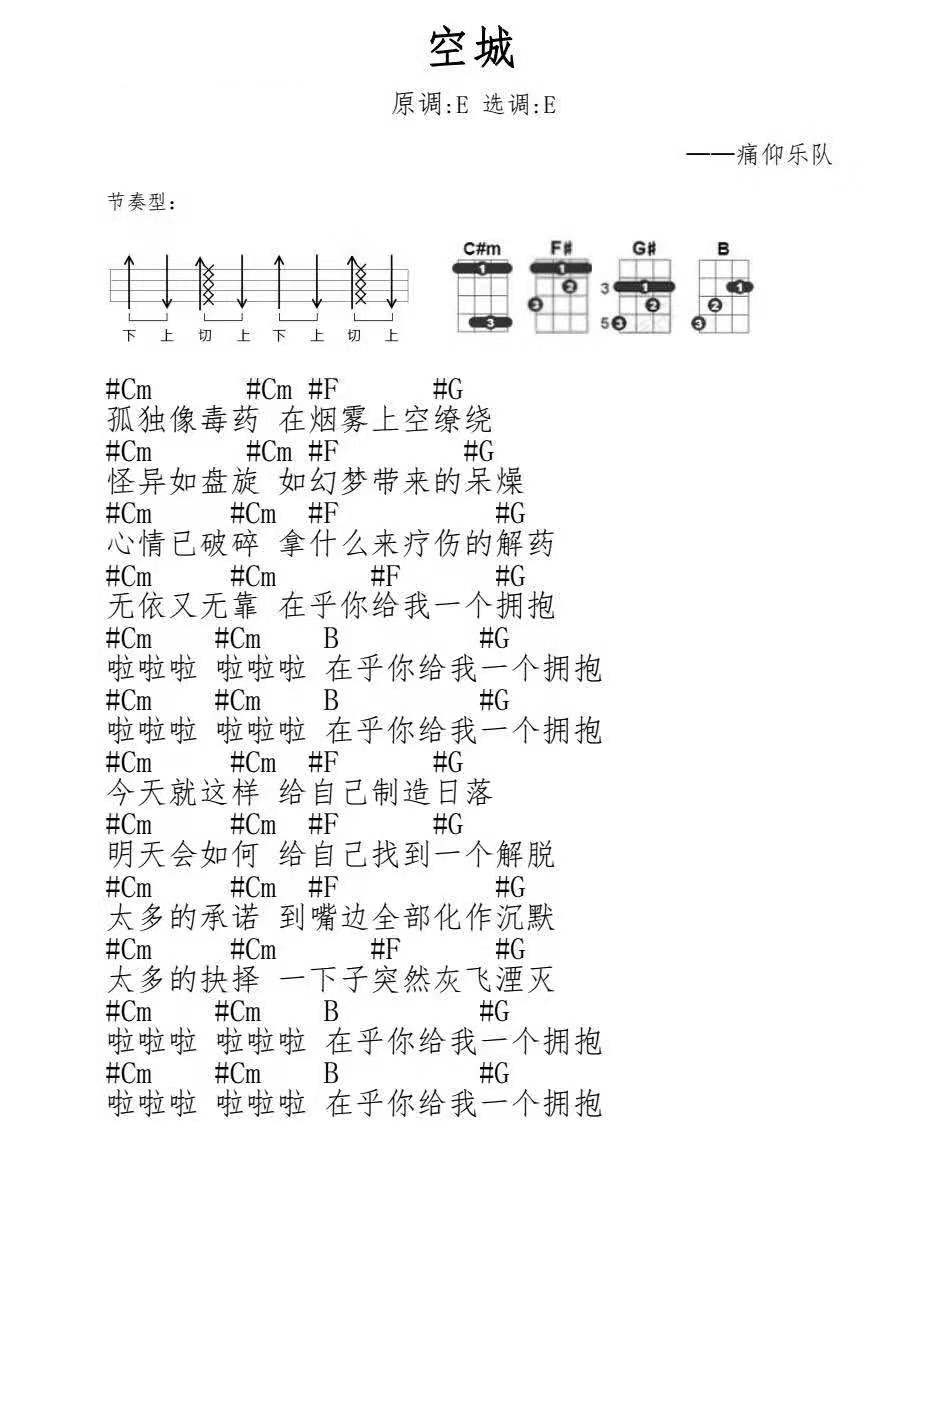 空城
原调:E 选调:E
——痛仰乐队
节奏型:
C#m F# G# B
1 1 3 1 1
2 2 2
3 3 5 3 3
下 上 切 上 下 上 切 上
#Cm #Cm #F #G
孤独像毒药 在烟雾上空缭绕
#Cm #Cm #F #G
怪异如盘旋 如幻梦带来的呆燥
#Cm #Cm #F #G
心情已破碎 拿什么来疗伤的解药
#Cm #Cm #F #G
无依又无靠 在乎你给我一个拥抱
#Cm #Cm B #G
啦啦啦 啦啦啦 在乎你给我一个拥抱
#Cm #Cm B #G
啦啦啦 啦啦啦 在乎你给我一个拥抱
#Cm #Cm #F #G
今天就这样 给自己制造日落
#Cm #Cm #F #G
明天会如何 给自己找到一个解脱
#Cm #Cm #F #G
太多的承诺 到嘴边全部化作沉默
#Cm #Cm #F #G
太多的抉择 一下子突然灰飞湮灭
#Cm #Cm B #G
啦啦啦 啦啦啦 在乎你给我一个拥抱
#Cm #Cm B #G
啦啦啦 啦啦啦 在乎你给我一个拥抱